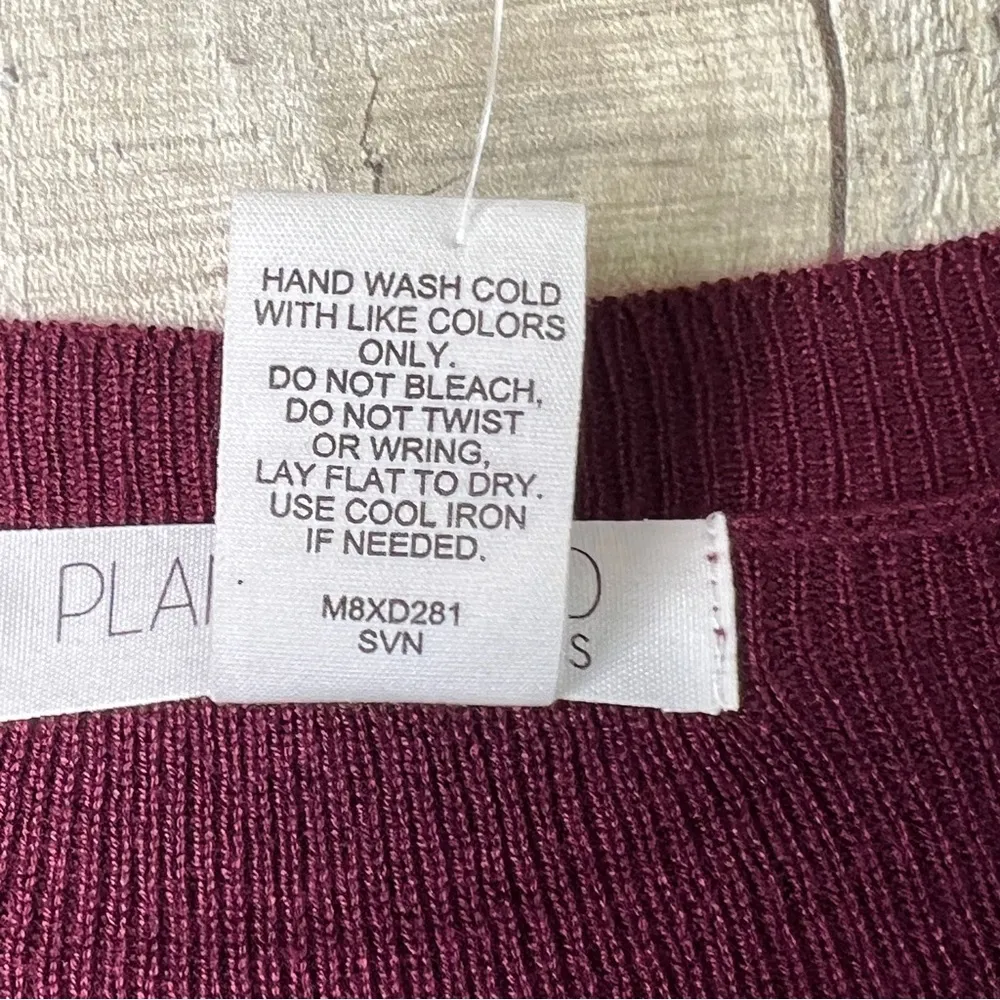 HAND WASH COLD
WITH LIKE COLORS
ONLY.
DO NOT BLEACH,
DO NOT TWIST
OR WRING,
LAY FLAT TO DRY.
USE COOL IRON
IF NEEDED.
M8XD281
SVN
S